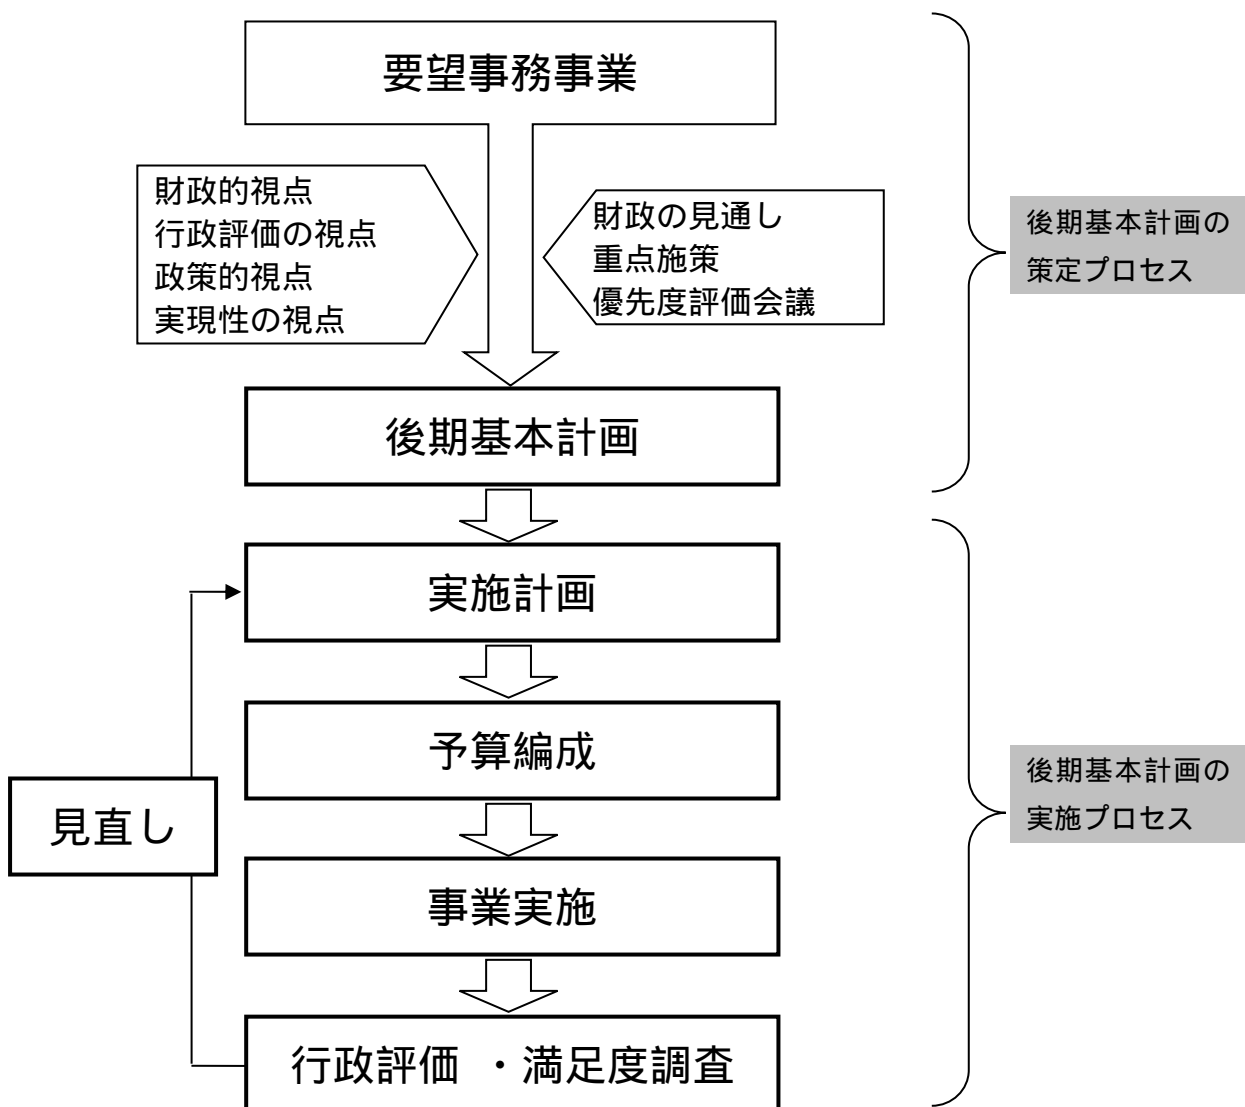 要望事務事業
財政的視点
行政評価の視点
政策的視点
実現性の視点
財政の見通し
重点施策
優先度評価会議
後期基本計画の
策定プロセス
後期基本計画
実施計画
予算編成
見直し
後期基本計画の
実施プロセス
事業実施
行政評価 ・満足度調査